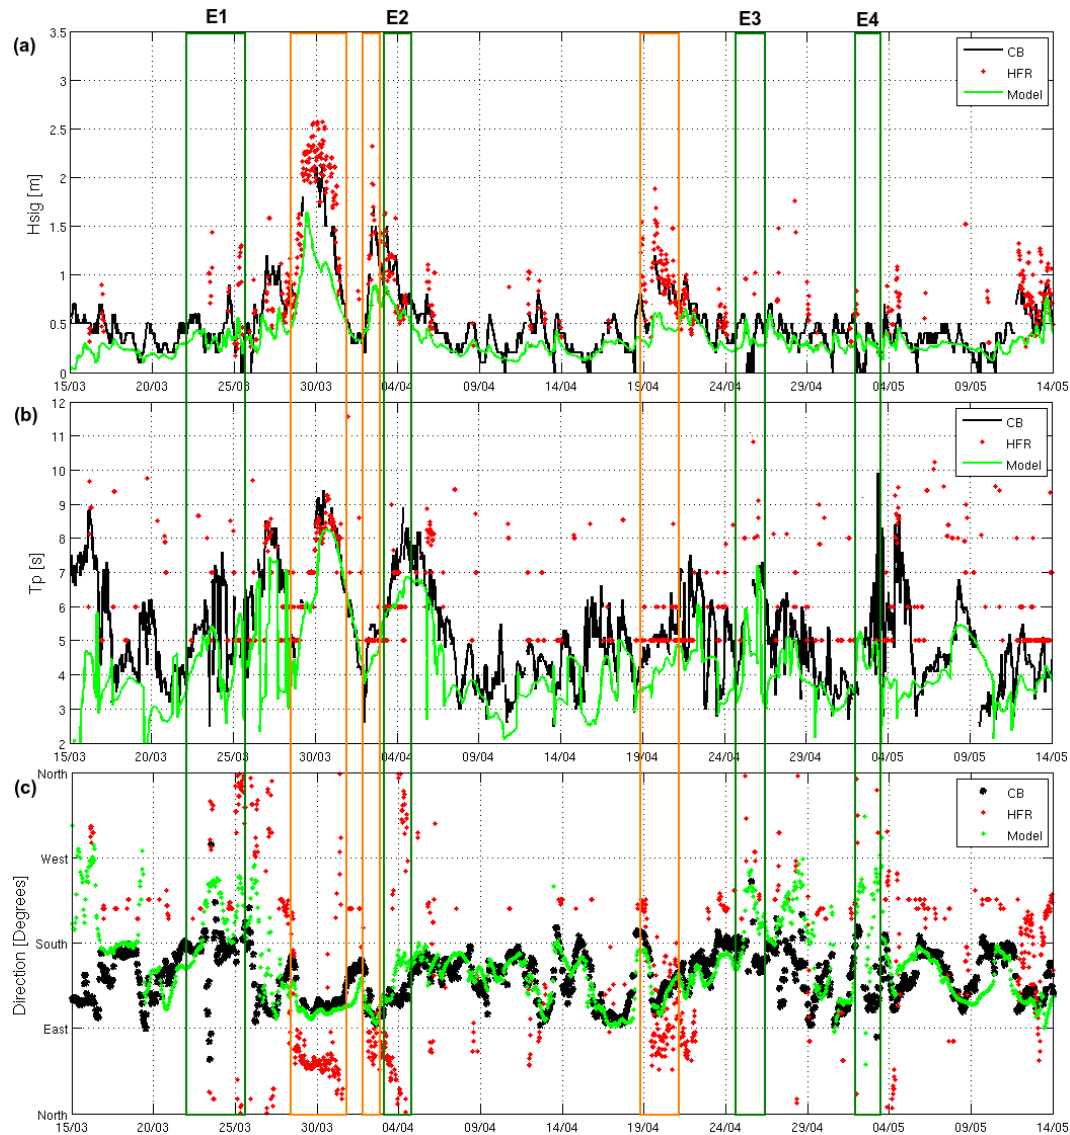 E1 E2 E3 E4
(a)
3.5
3
2.5
2
1.5
1
0.5
0
Hsig [m]
CB
HFR
Model
15/03 20/03 25/03 30/03 04/04 09/04 14/04 19/04 24/04 29/04 04/05 09/05 14/05
(b)
12
11
10
9
8
7
6
5
4
3
2
Tp [s]
CB
HFR
Model
15/03 20/03 25/03 30/03 04/04 09/04 14/04 19/04 24/04 29/04 04/05 09/05 14/05
(c)
North
West
South
East
North
Direction [Degrees]
CB
HFR
Model
15/03 20/03 25/03 30/03 04/04 09/04 14/04 19/04 24/04 29/04 04/05 09/05 14/05